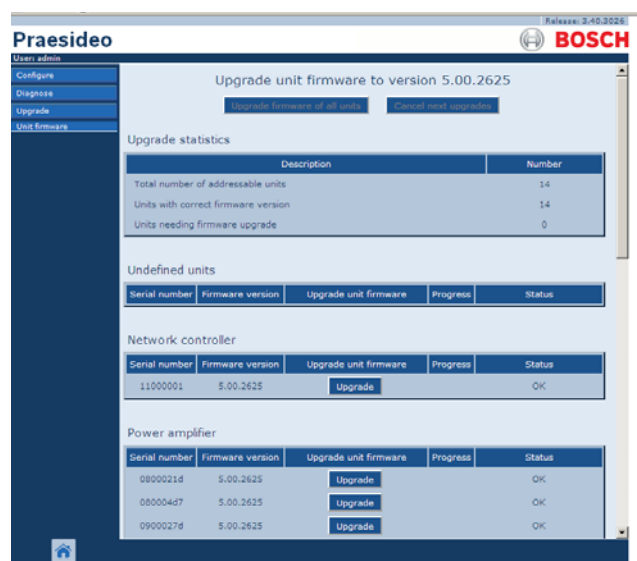 Release: 3.40.3026
Praesideo
BOSCH
User: admin
Configure
Diagnose
Upgrade
Unit firmware
Upgrade unit firmware to version 5.00.2625
Upgrade firmware of all units Cancel next upgrades
Upgrade statistics
Description Number
Total number of addressable units 14
Units with correct firmware version 14
Units needing firmware upgrade 0
Undefined units
Serial number Firmware version Upgrade unit firmware Progress Status
Network controller
Serial number Firmware version Upgrade unit firmware Progress Status
11000001 5.00.2625 Upgrade OK
Power amplifier
Serial number Firmware version Upgrade unit firmware Progress Status
0800021d 5.00.2625 Upgrade OK
080004d7 5.00.2625 Upgrade OK
0900027d 5.00.2625 Upgrade OK